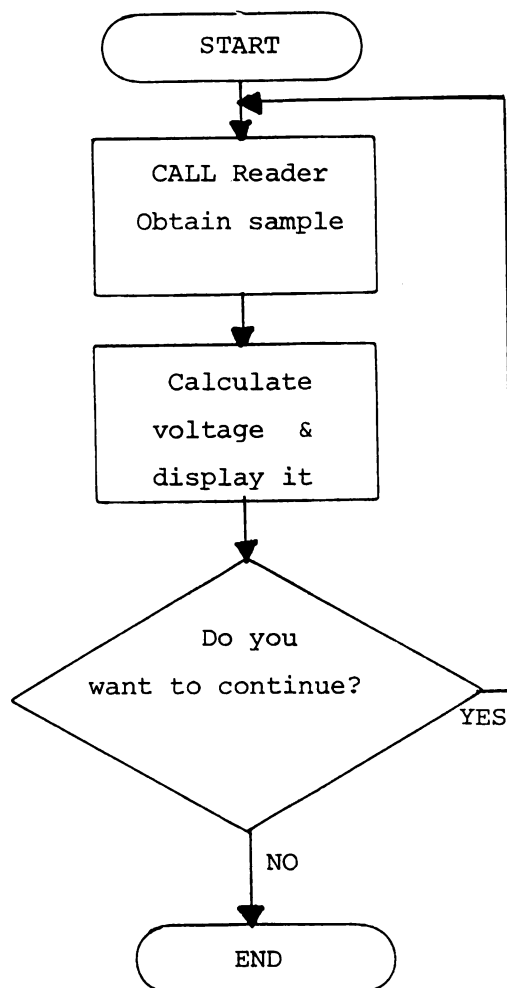 START
CALL Reader
Obtain sample
Calculate
voltage &
display it
Do you
want to continue?
YES
NO
END